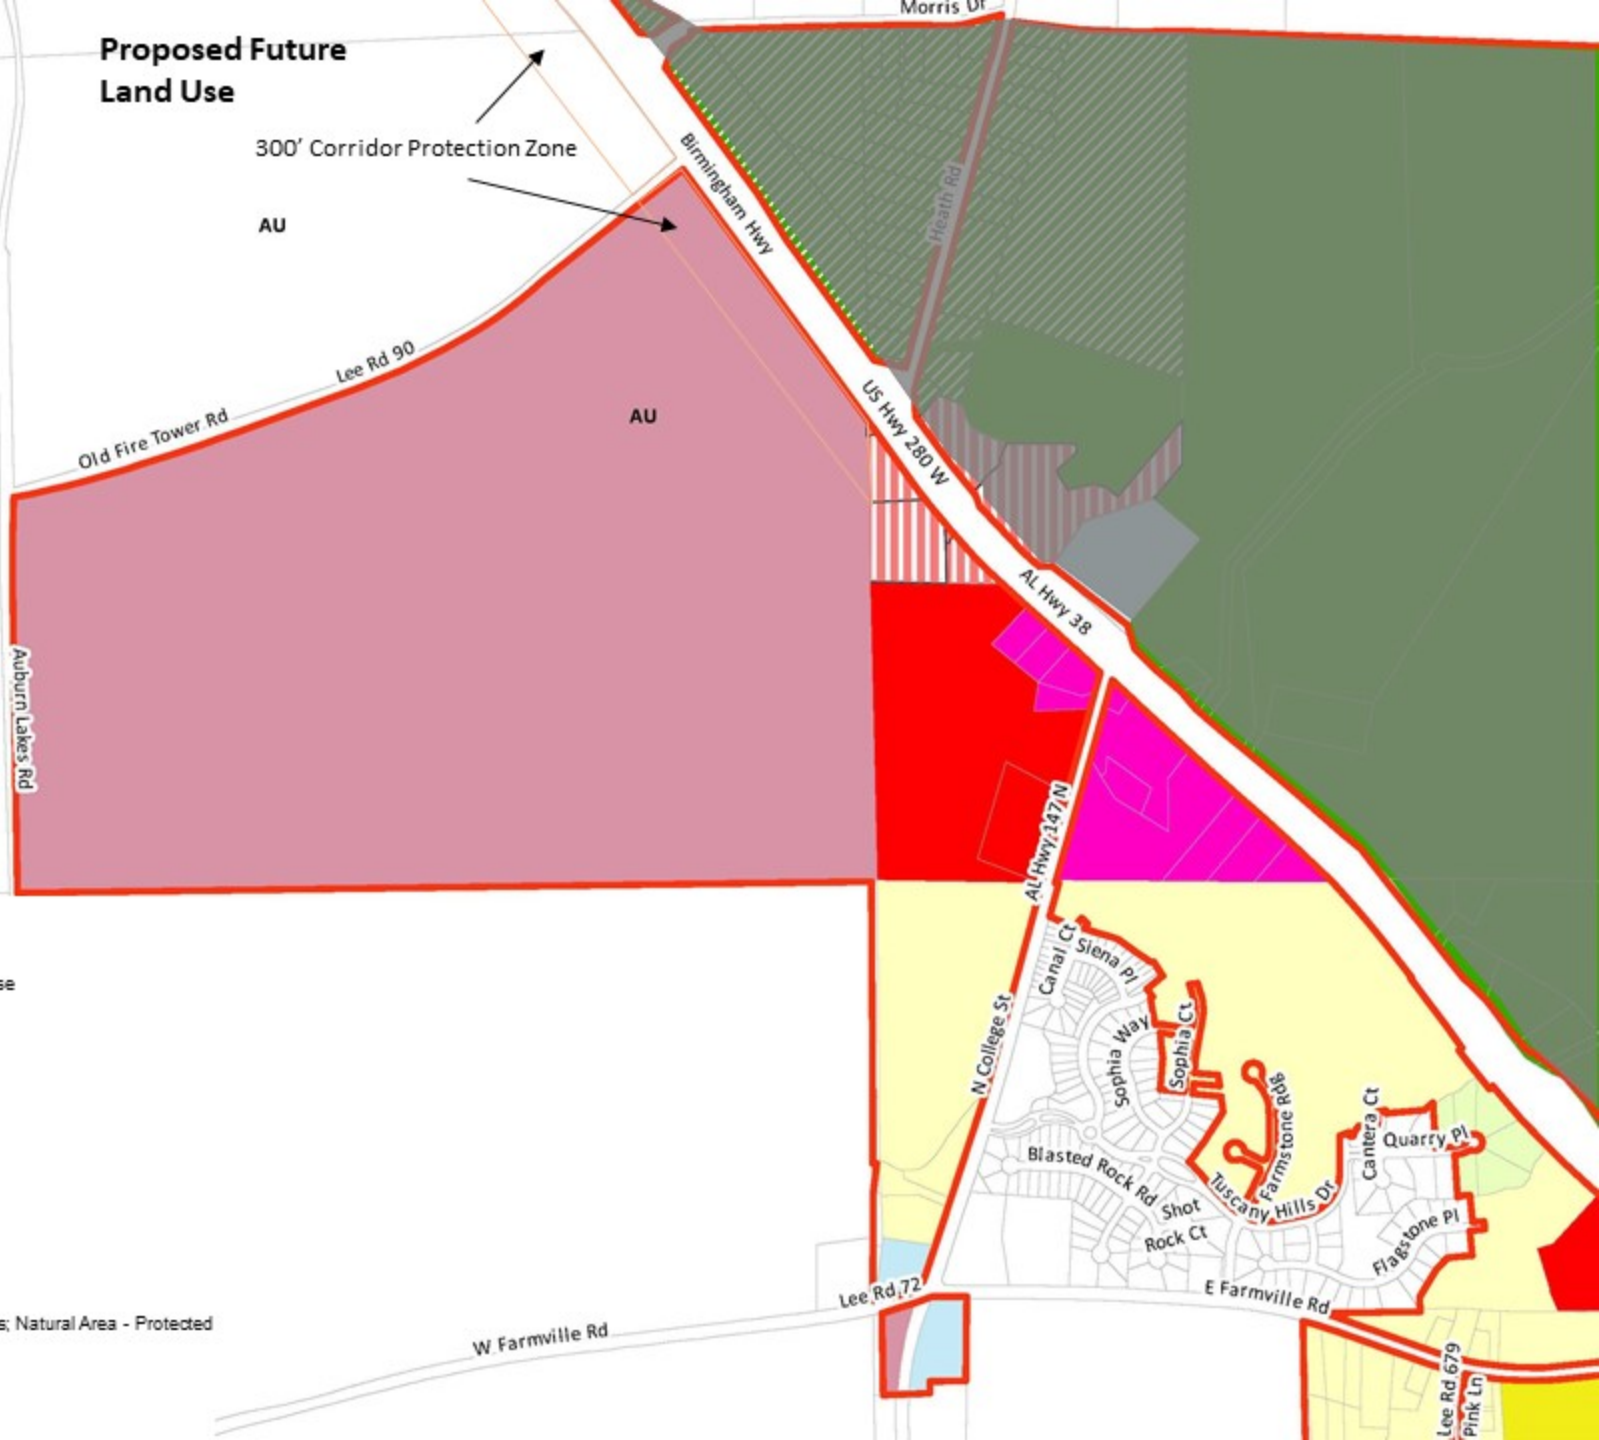 Morris Dr
Proposed Future
Land Use
300’ Corridor Protection Zone
Birmingham Hwy
Heath Rd
AU
Lee Rd 90
Old Fire Tower Rd
AU
US Hwy 280 W
AL Hwy 38
Auburn Lakes Rd
AL Hwy 147 N
Canal Ct
Siena Pl
se
N College St
Sophia Way
Sophia Ct
Farmstone Rdg
Cantera Ct
Quarry Pl
Blasted Rock Rd
Tuscany Hills Dr
Shot
Rock Ct
Flagstone Pl
Lee Rd 72
E Farmville Rd
s; Natural Area - Protected
W Farmville Rd
Lee Rd 679
Pink Ln